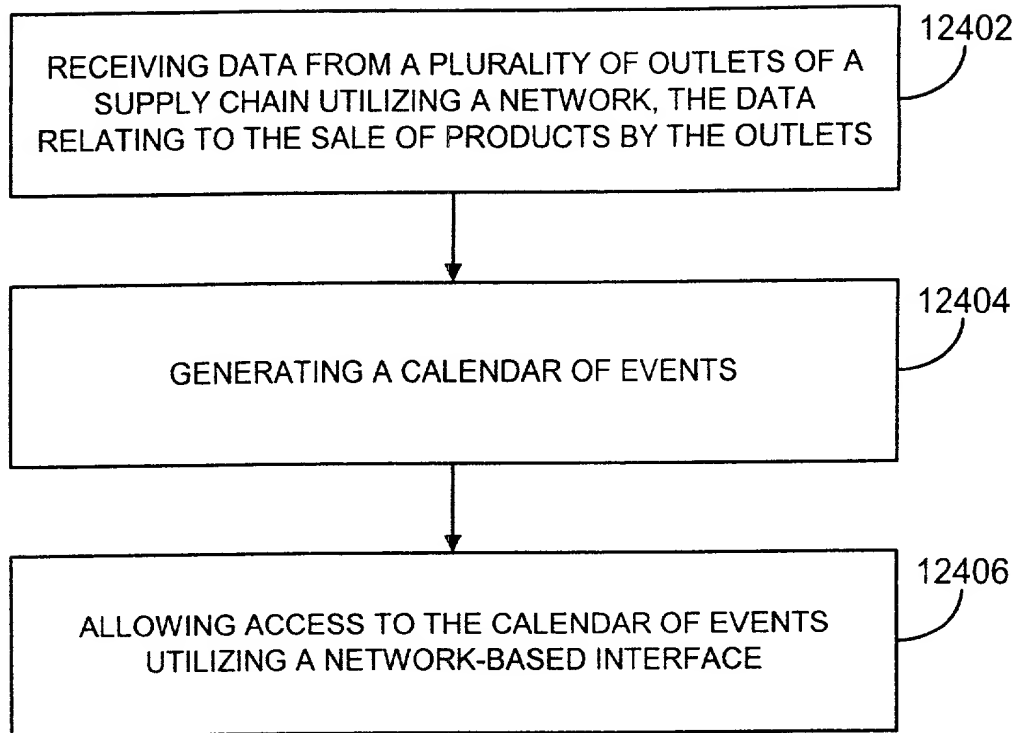 12402
RECEIVING DATA FROM A PLURALITY OF OUTLETS OF A
SUPPLY CHAIN UTILIZING A NETWORK, THE DATA
RELATING TO THE SALE OF PRODUCTS BY THE OUTLETS
12404
GENERATING A CALENDAR OF EVENTS
12406
ALLOWING ACCESS TO THE CALENDAR OF EVENTS
UTILIZING A NETWORK-BASED INTERFACE